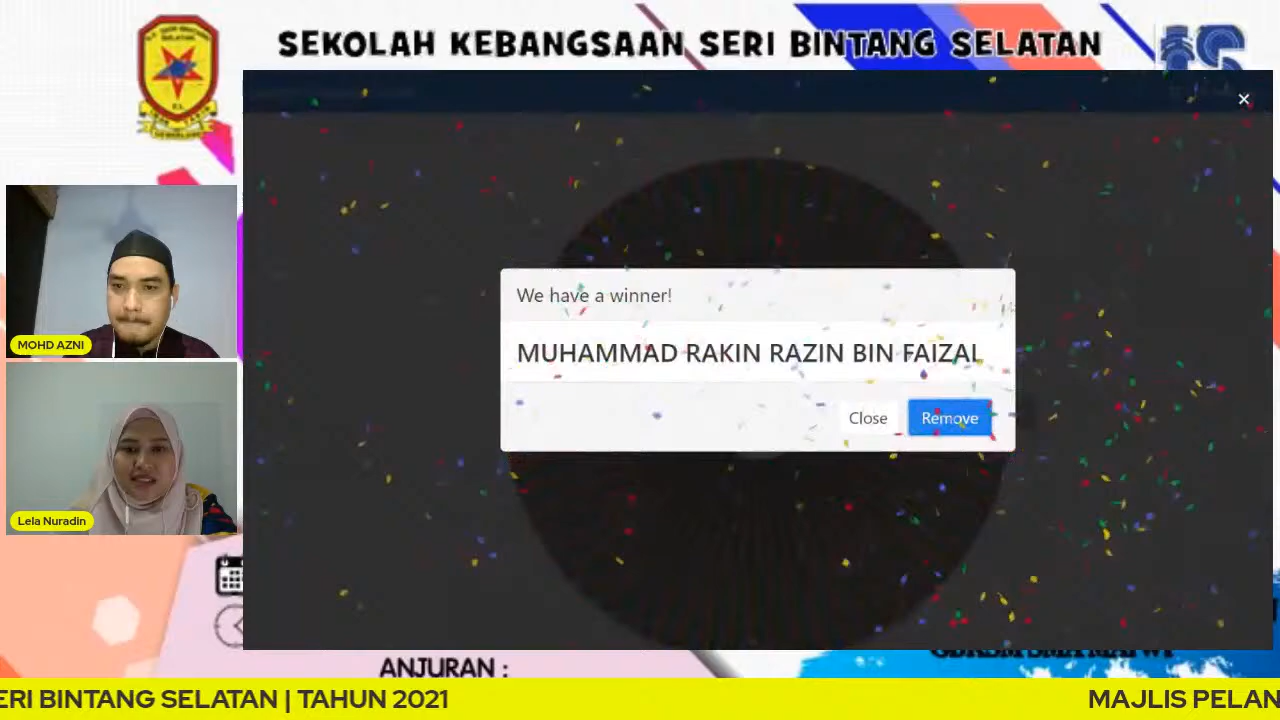 SEKOLAH KEBANGSAAN SERI BINTANG SELATAN
MOHD AZNI
Lela Nuradin
We have a winner!
MUHAMMAD RAKIN RAZIN BIN FAIZAL
Close
Remove
ANJURAN :
ERI BINTANG SELATAN | TAHUN 2021
MAJLIS PELAN